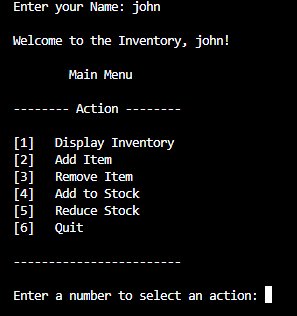 Enter your Name: john
Welcome to the Inventory, john!
Main Menu
-------- Action --------
[1] Display Inventory
[2] Add Item
[3] Remove Item
[4] Add to Stock
[5] Reduce Stock
[6] Quit
------------------------
Enter a number to select an action: